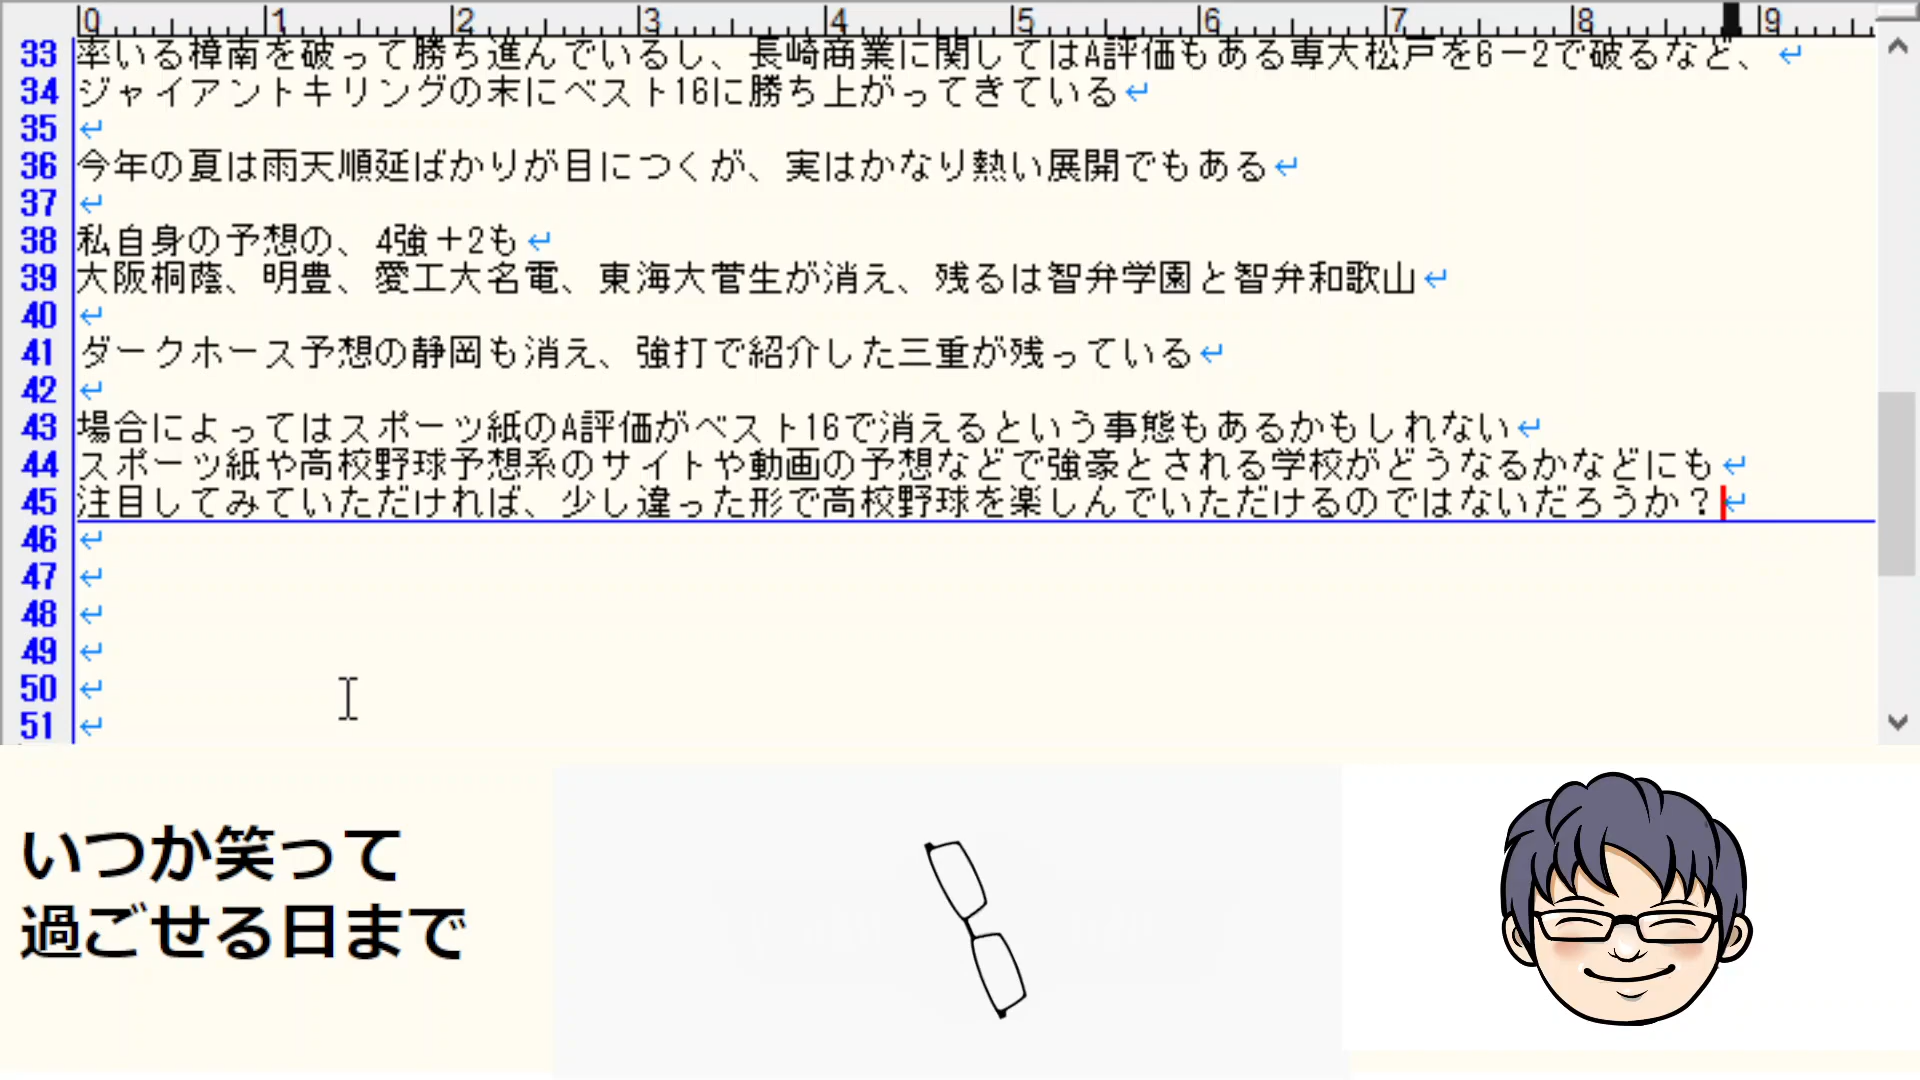 0 1 2 3 4 5 6 7 8 9
33 率いる樟南を破って勝ち進んでいるし、長崎商業に関してはA評価もある専大松戸を6－2で破るなど、
34 ジャイアントキリングの末にベスト16に勝ち上がってきている
35
36 今年の夏は雨天順延ばかりが目につくが、実はかなり熱い展開でもある
37
38 私自身の予想の、4強＋2も
39 大阪桐蔭、明豊、愛工大名電、東海大菅生が消え、残るは智弁学園と智弁和歌山
40
41 ダークホース予想の静岡も消え、強打で紹介した三重が残っている
42
43 場合によってはスポーツ紙のA評価がベスト16で消えるという事態もあるかもしれない
44 スポーツ紙や高校野球予想系のサイトや動画の予想などで強豪とされる学校がどうなるかなどにも
45 注目してみていただければ、少し違った形で高校野球を楽しんでいただけるのではないだろうか？
46
47
48
49
50
51
いつか笑って
過ごせる日まで